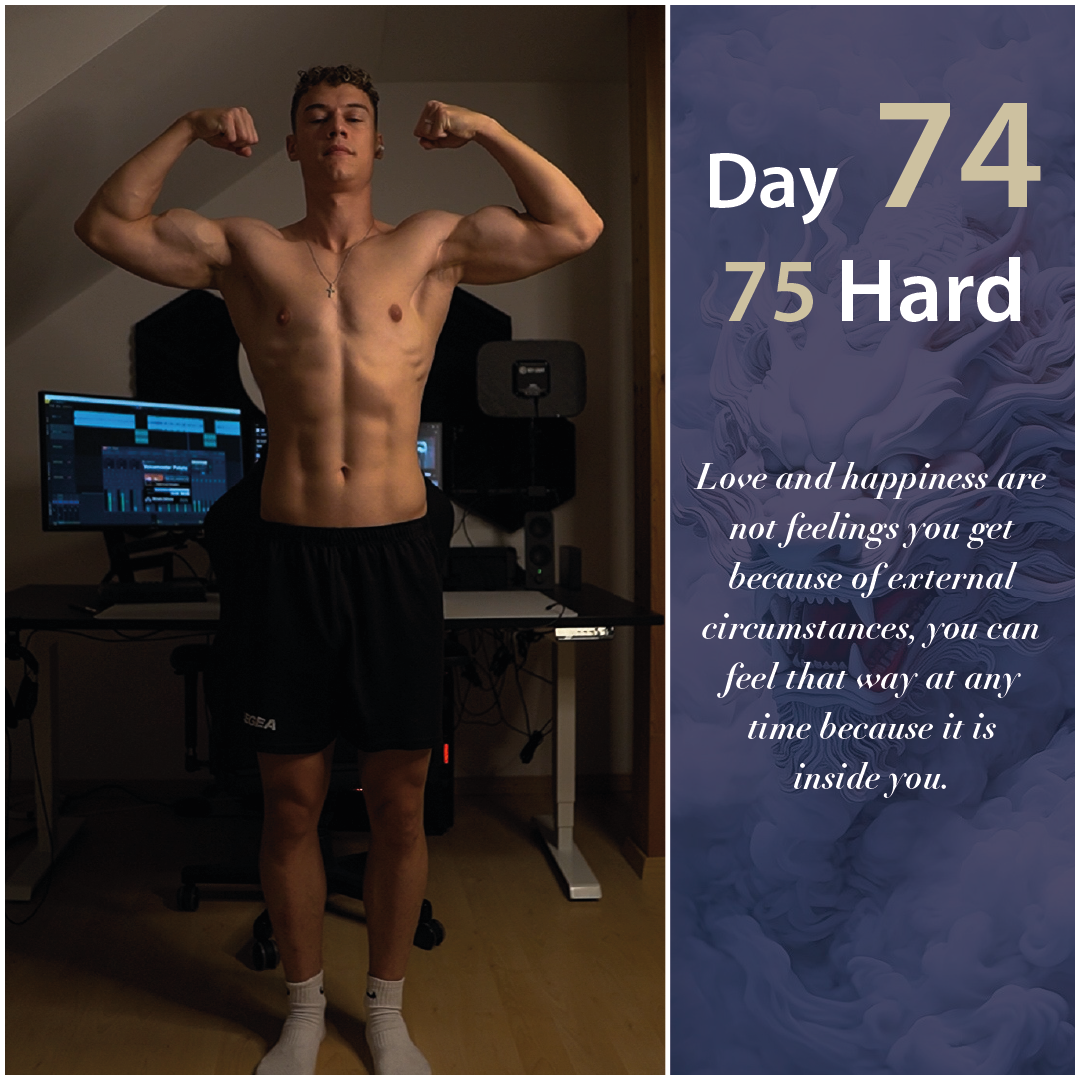 Day 74
75 Hard
Love and happiness are
not feelings you get
because of external
circumstances, you can
feel that way at any
time because it is
inside you.